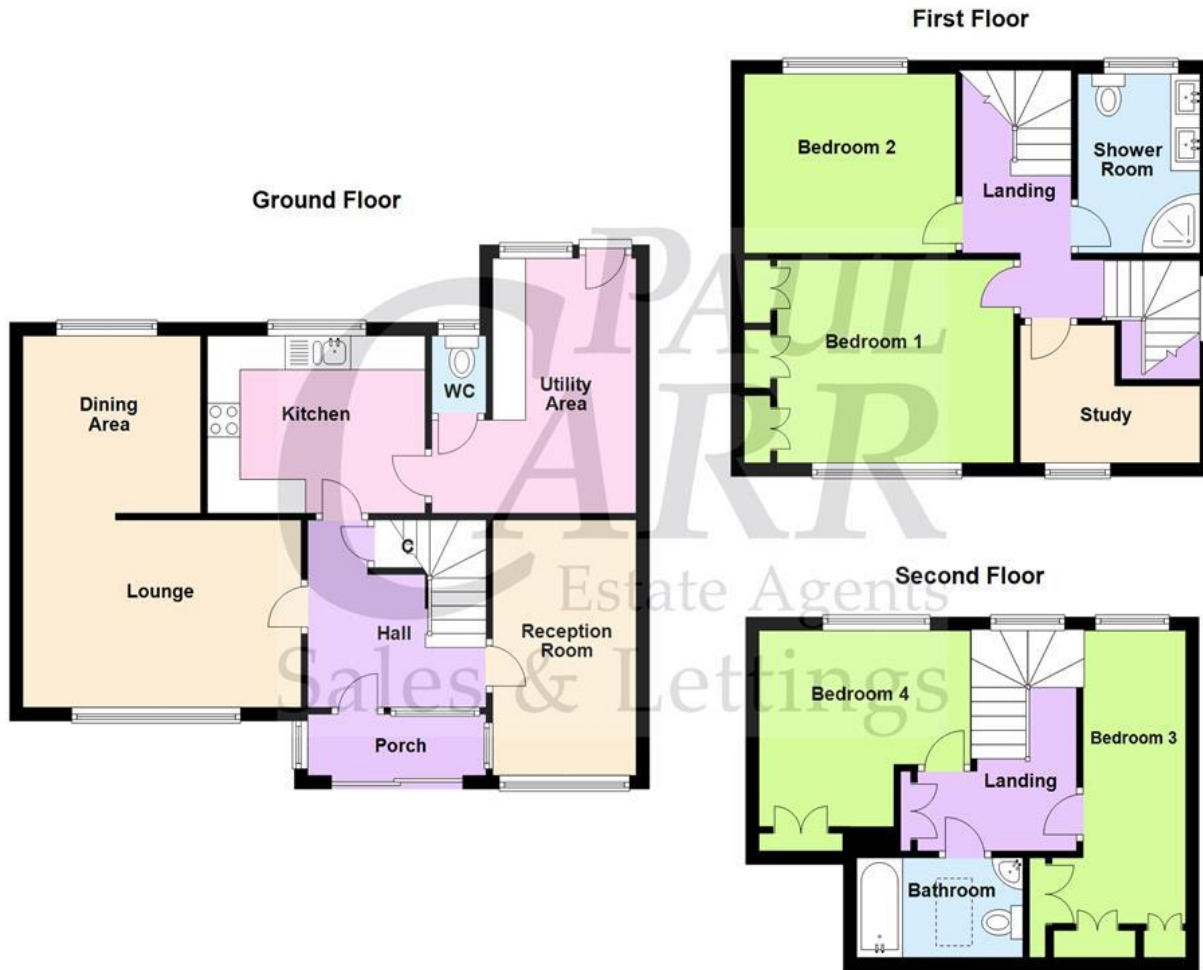 First Floor
Bedroom 2
Landing
Shower
Room
Bedroom 1
Study
Ground Floor
Dining
Area
Kitchen
WC
Utility
Area
Lounge
C
Hall
Reception
Room
Porch
Second Floor
Bedroom 4
Bedroom 3
Landing
Bathroom
PAUL
CARR
Estate Agents
Sales & Lettings